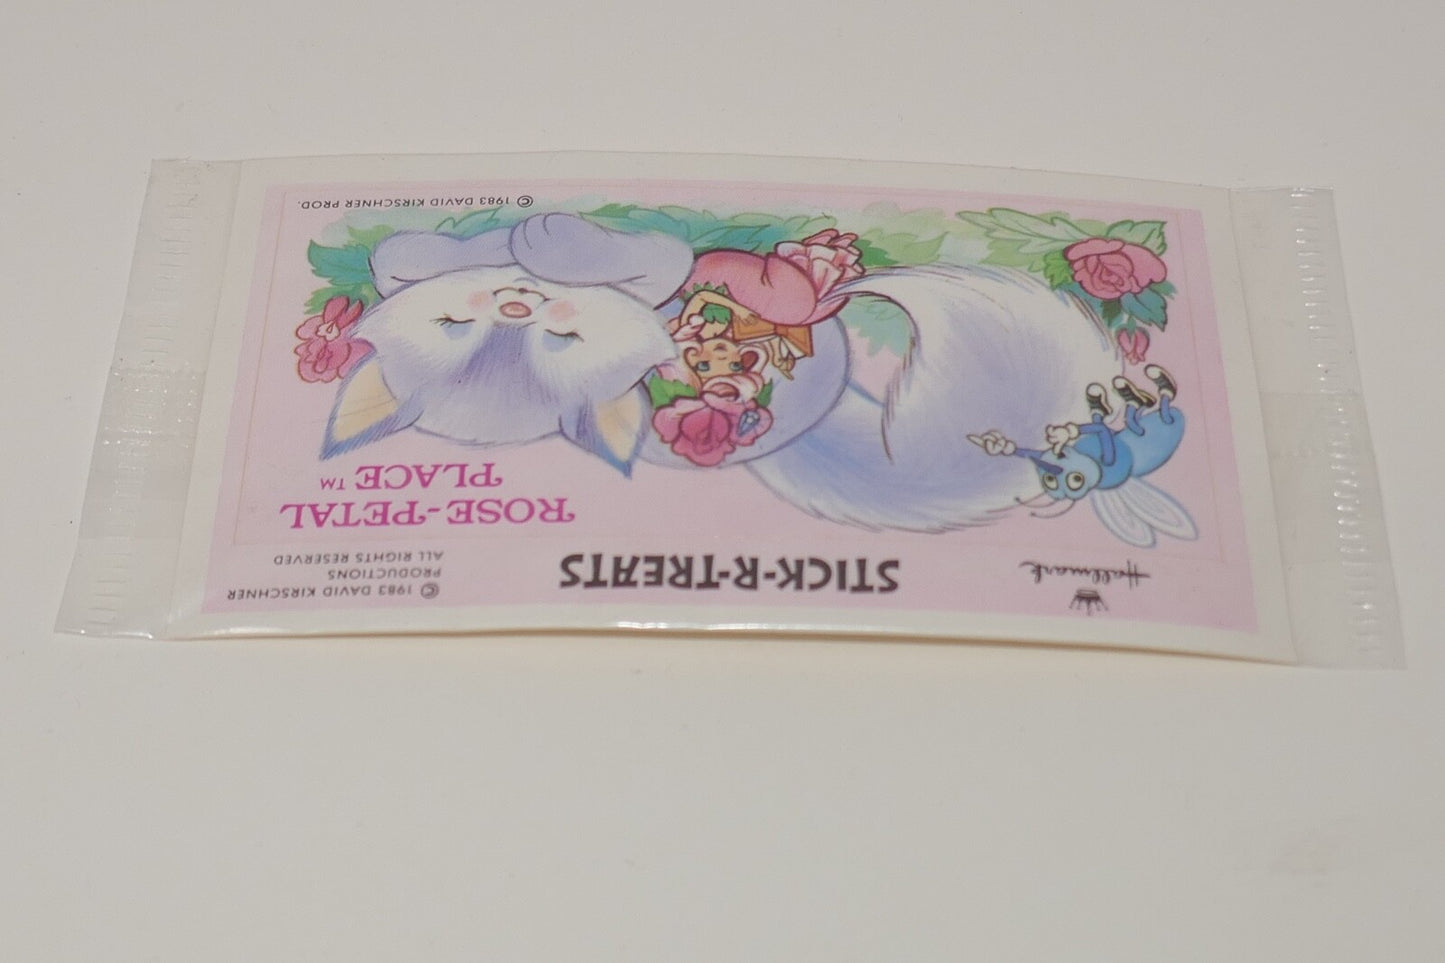 Hallmark
STICK-R-TREATS
© 1983 DAVID KIRSCHNER
PRODUCTIONS
ALL RIGHTS RESERVED
ROSE-PETAL
PLACE TM
© 1983 DAVID KIRSCHNER PROD.